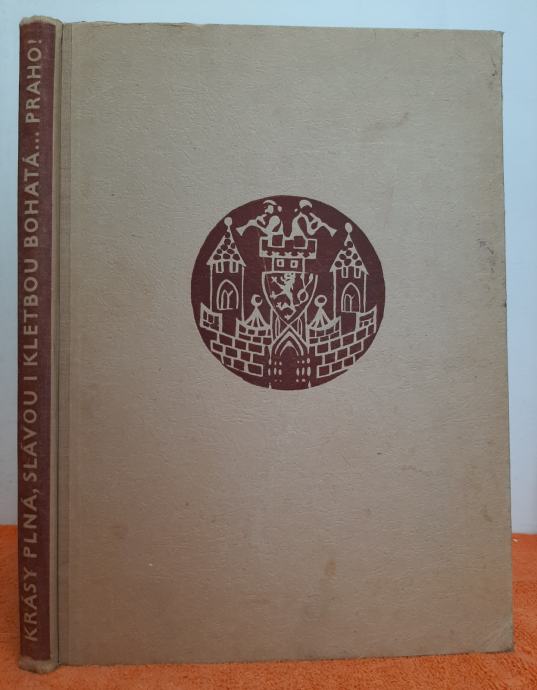 KRÁSY PLNÁ, SLÁVOU I KLETBOU BOHATÁ... PRAHO!